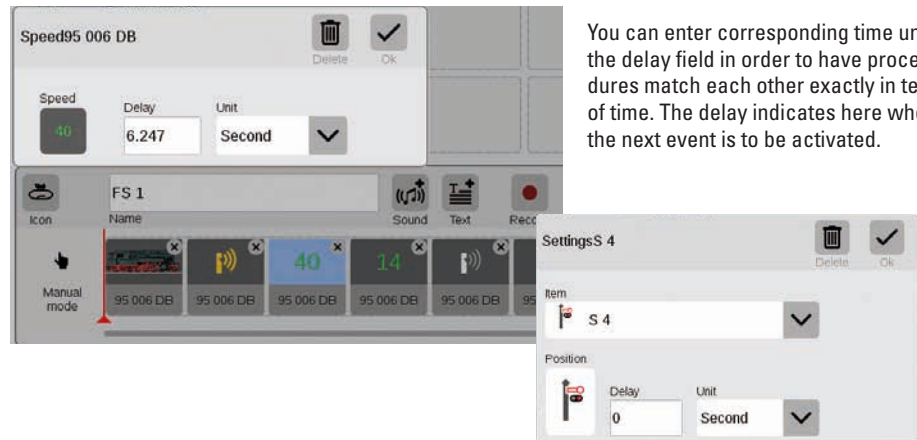 Speed95 006 DB
Delete
Ok
Speed
Delay
Unit
40
6.247
Second
You can enter corresponding time
the delay field in order to have proce-
dures match each other exactly in
of time. The delay indicates here
the next event is to be activated.
FS 1
Icon
Name
Sound
Text
Manual
mode
40
14
95 006 DB
95 006 DB
95 006 DB
95 006 DB
95 006 DB
95
SettingsS 4
Delete
Ok
Item
S 4
Position
Delay
Unit
0
Second